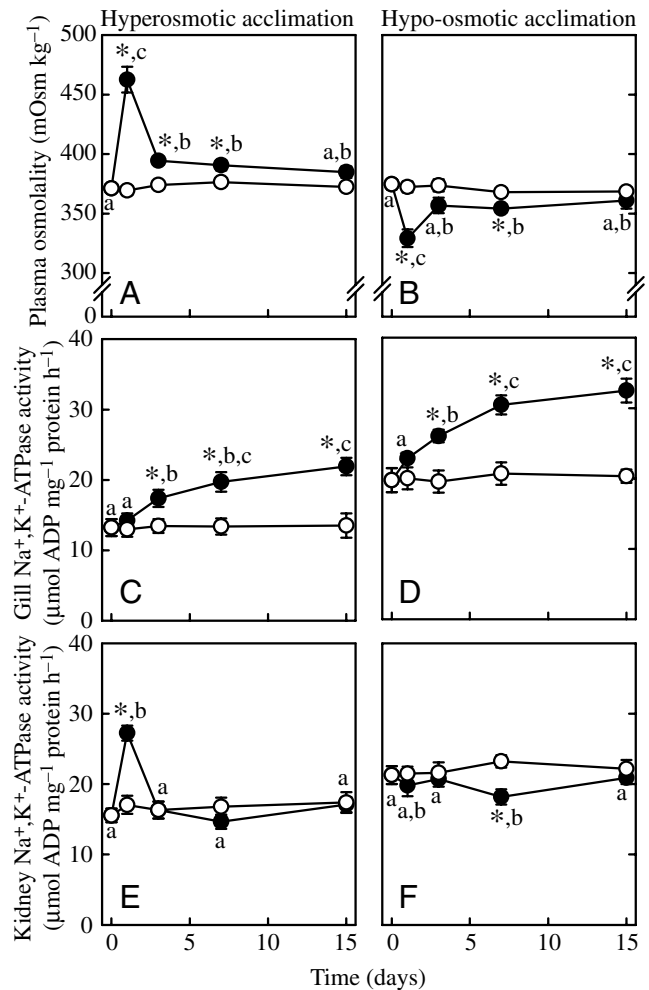 Hyperosmotic acclimation
Hypo-osmotic acclimation
Plasma osmolality (mOsm kg⁻¹)
500
450
400
350
300
0
*,c
*,b
*,b
a,b
a
A
a
*,c
a,b
*,b
a,b
B
Gill Na⁺,K⁺-ATPase activity
(µmol ADP mg⁻¹ protein h⁻¹)
40
30
20
10
0
a
a
*,b
*,b,c
*,c
C
a
*,b
*,c
*,c
D
Kidney Na⁺,K⁺-ATPase activity
(µmol ADP mg⁻¹ protein h⁻¹)
40
30
20
10
0
a
*,b
a
a
a
E
a
a,b
a
*,b
a
F
0 5 10 15
0 5 10 15
Time (days)